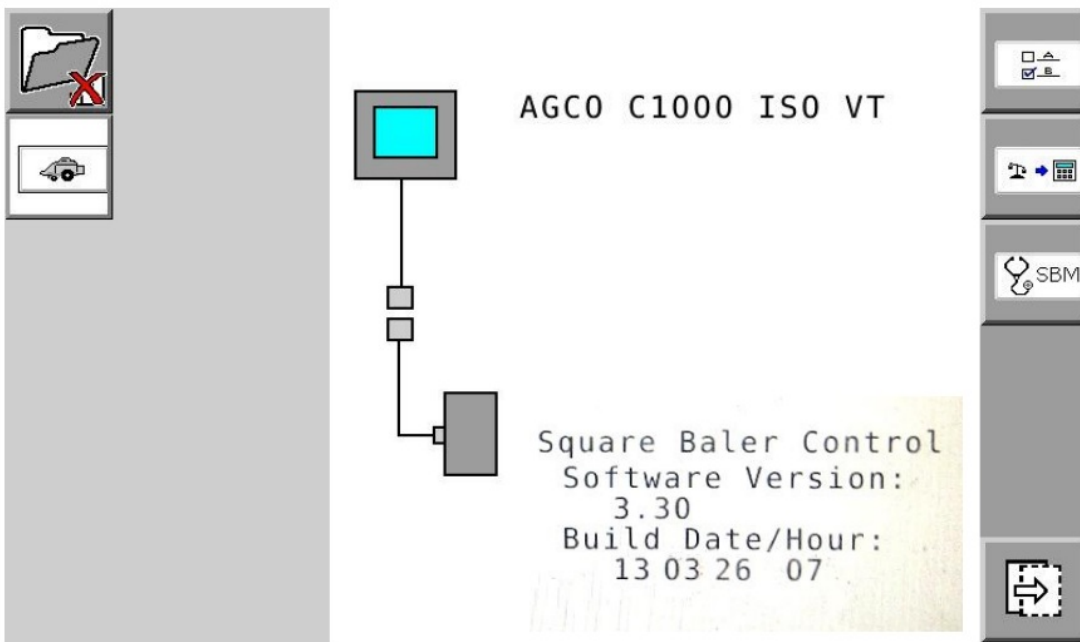 AGCO C1000 ISO VT
A
B
SBM
Square Baler Control
Software Version:
3.30
Build Date/Hour:
13 03 26 07